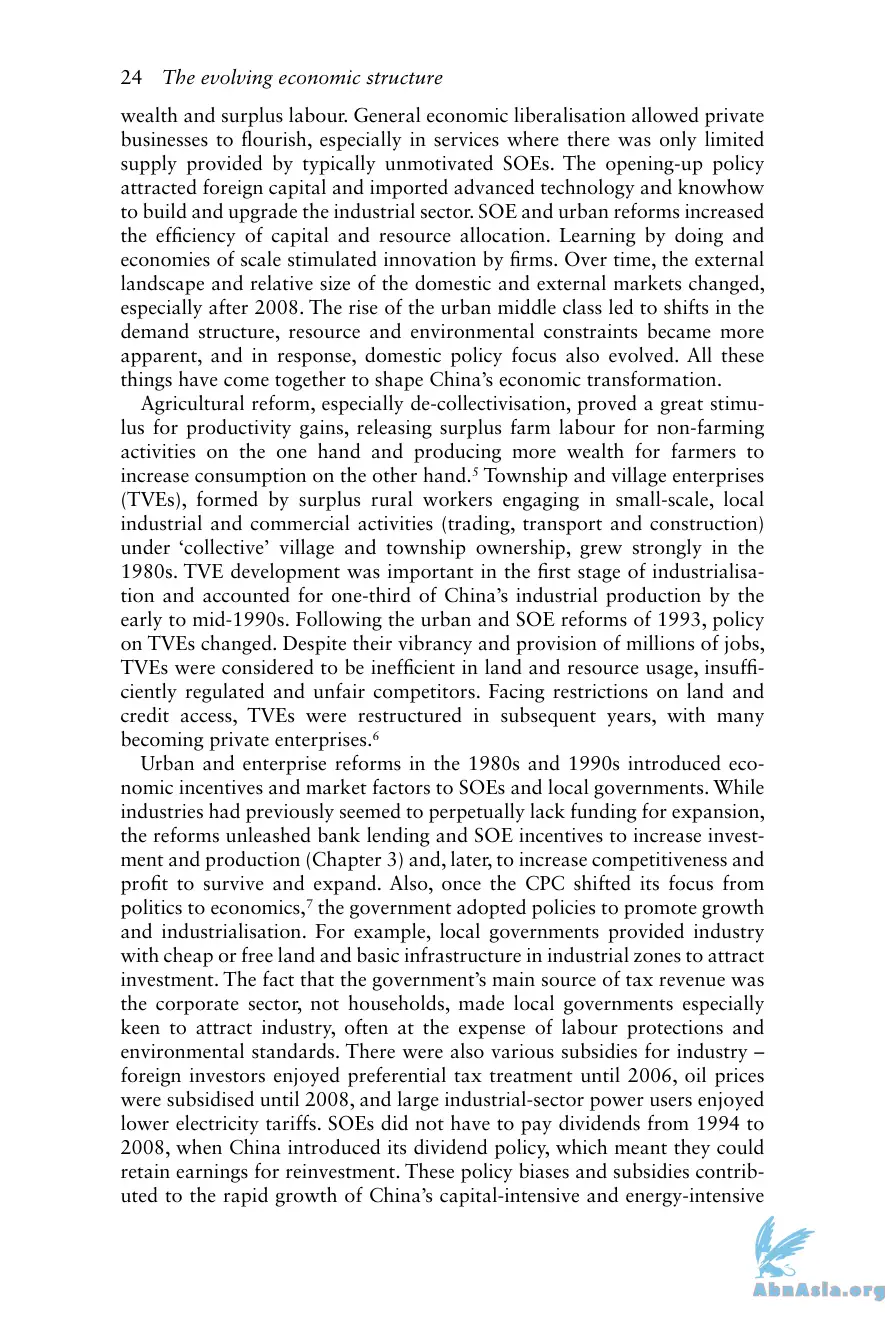 24 The evolving economic structure
wealth and surplus labour. General economic liberalisation allowed private
businesses to flourish, especially in services where there was only limited
supply provided by typically unmotivated SOEs. The opening-up policy
attracted foreign capital and imported advanced technology and knowhow
to build and upgrade the industrial sector. SOE and urban reforms increased
the efficiency of capital and resource allocation. Learning by doing and
economies of scale stimulated innovation by firms. Over time, the external
landscape and relative size of the domestic and external markets changed,
especially after 2008. The rise of the urban middle class led to shifts in the
demand structure, resource and environmental constraints became more
apparent, and in response, domestic policy focus also evolved. All these
things have come together to shape China's economic transformation.
Agricultural reform, especially de-collectivisation, proved a great stimu-
lus for productivity gains, releasing surplus farm labour for non-farming
activities on the one hand and producing more wealth for farmers to
increase consumption on the other hand.⁵ Township and village enterprises
(TVEs), formed by surplus rural workers engaging in small-scale, local
industrial and commercial activities (trading, transport and construction)
under ‘collective’ village and township ownership, grew strongly in the
1980s. TVE development was important in the first stage of industrialisa-
tion and accounted for one-third of China's industrial production by the
early to mid-1990s. Following the urban and SOE reforms of 1993, policy
on TVEs changed. Despite their vibrancy and provision of millions of jobs,
TVEs were considered to be inefficient in land and resource usage, insuffi-
ciently regulated and unfair competitors. Facing restrictions on land and
credit access, TVEs were restructured in subsequent years, with many
becoming private enterprises.⁶
Urban and enterprise reforms in the 1980s and 1990s introduced eco-
nomic incentives and market factors to SOEs and local governments. While
industries had previously seemed to perpetually lack funding for expansion,
the reforms unleashed bank lending and SOE incentives to increase invest-
ment and production (Chapter 3) and, later, to increase competitiveness and
profit to survive and expand. Also, once the CPC shifted its focus from
politics to economics,⁷ the government adopted policies to promote growth
and industrialisation. For example, local governments provided industry
with cheap or free land and basic infrastructure in industrial zones to attract
investment. The fact that the government's main source of tax revenue was
the corporate sector, not households, made local governments especially
keen to attract industry, often at the expense of labour protections and
environmental standards. There were also various subsidies for industry –
foreign investors enjoyed preferential tax treatment until 2006, oil prices
were subsidised until 2008, and large industrial-sector power users enjoyed
lower electricity tariffs. SOEs did not have to pay dividends from 1994 to
2008, when China introduced its dividend policy, which meant they could
retain earnings for reinvestment. These policy biases and subsidies contrib-
uted to the rapid growth of China's capital-intensive and energy-intensive
AbnAsia.org